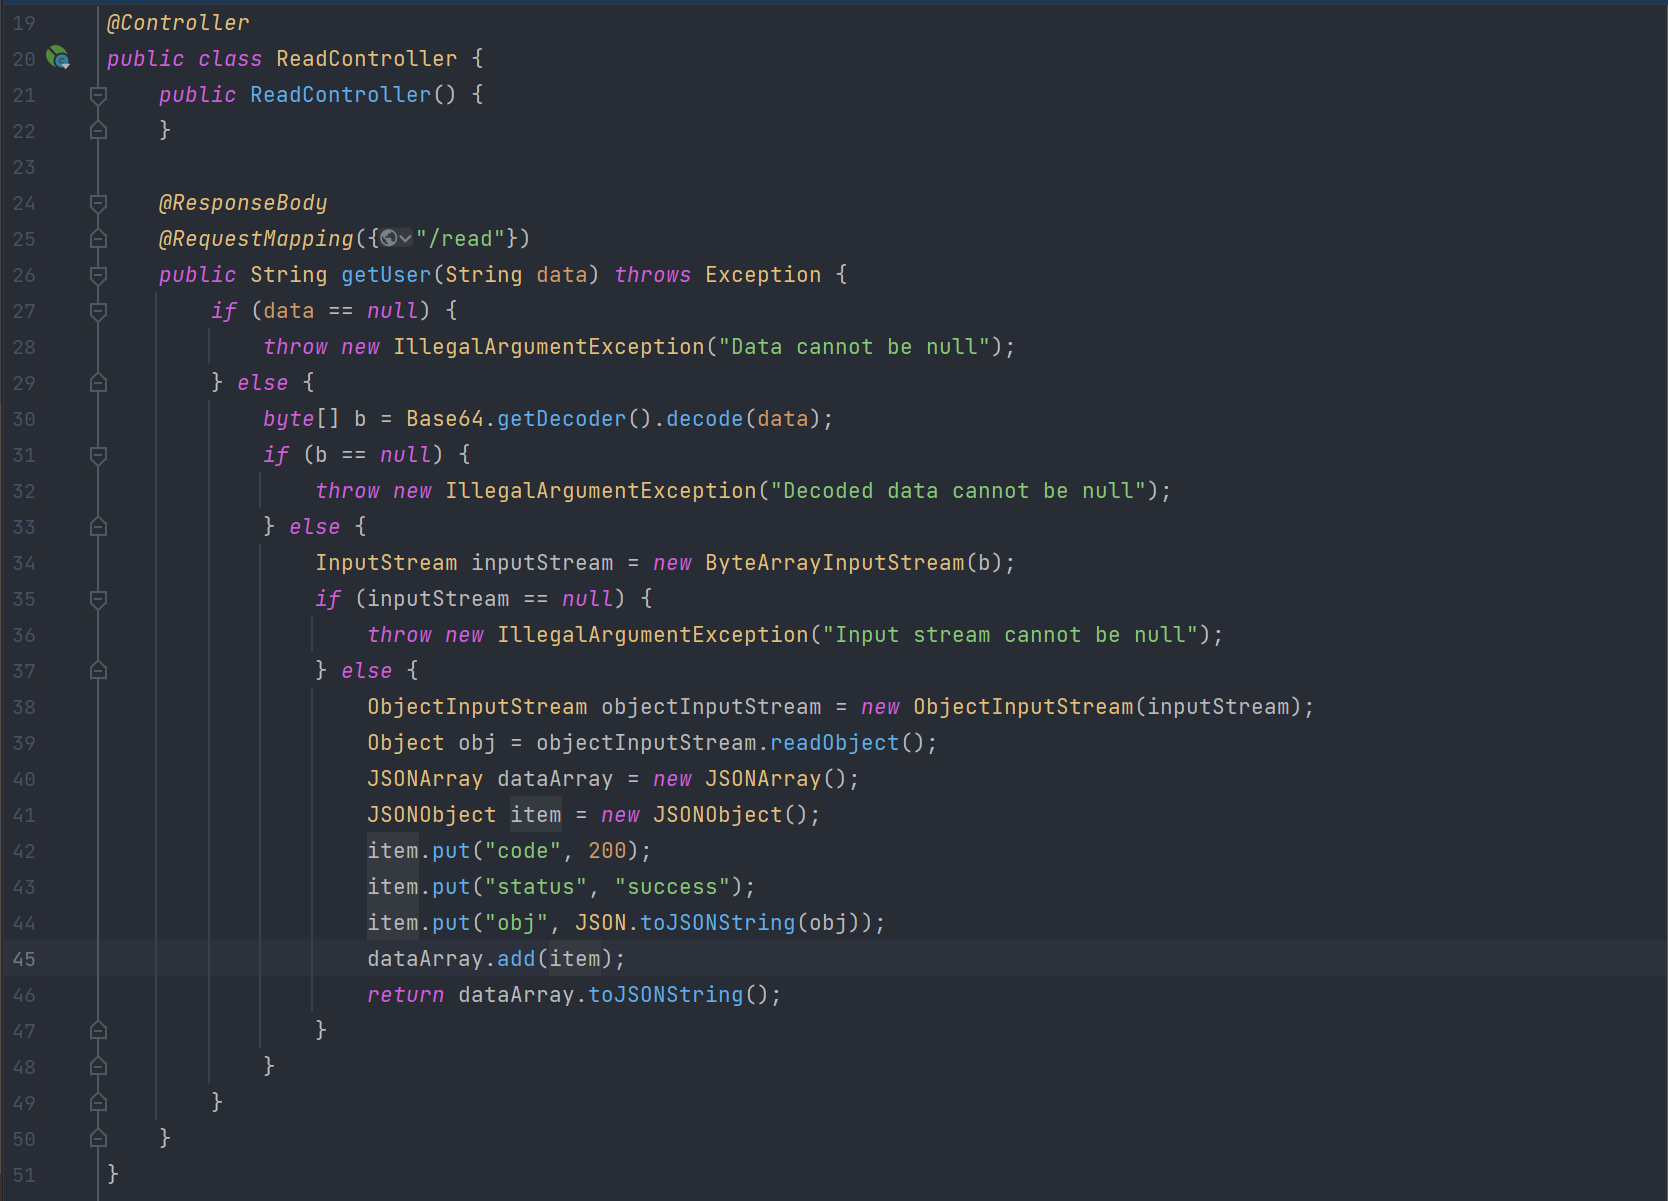 19 @Controller
20 public class ReadController {
21     public ReadController() {
22     }
23
24     @ResponseBody
25     @RequestMapping({"/read"})
26     public String getUser(String data) throws Exception {
27         if (data == null) {
28             throw new IllegalArgumentException("Data cannot be null");
29         } else {
30             byte[] b = Base64.getDecoder().decode(data);
31             if (b == null) {
32                 throw new IllegalArgumentException("Decoded data cannot be null");
33             } else {
34                 InputStream inputStream = new ByteArrayInputStream(b);
35                 if (inputStream == null) {
36                     throw new IllegalArgumentException("Input stream cannot be null");
37                 } else {
38                     ObjectInputStream objectInputStream = new ObjectInputStream(inputStream);
39                     Object obj = objectInputStream.readObject();
40                     JSONArray dataArray = new JSONArray();
41                     JSONObject item = new JSONObject();
42                     item.put("code", 200);
43                     item.put("status", "success");
44                     item.put("obj", JSON.toJSONString(obj));
45                     dataArray.add(item);
46                     return dataArray.toJSONString();
47                 }
48             }
49         }
50     }
51 }